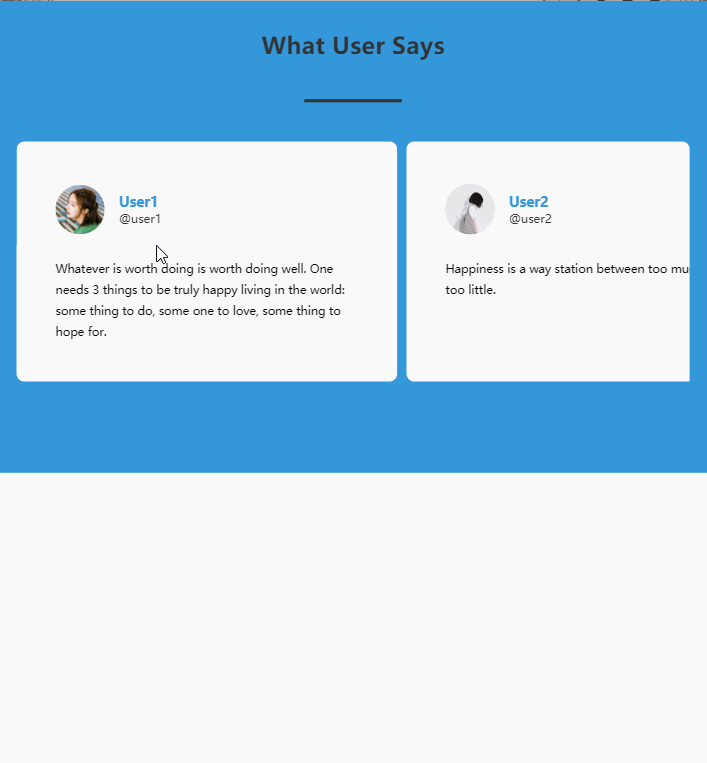 What User Says
User1
@user1
Whatever is worth doing is worth doing well. One
needs 3 things to be truly happy living in the world:
some thing to do, some one to love, some thing to
hope for.
User2
@user2
Happiness is a way station between too
too little.